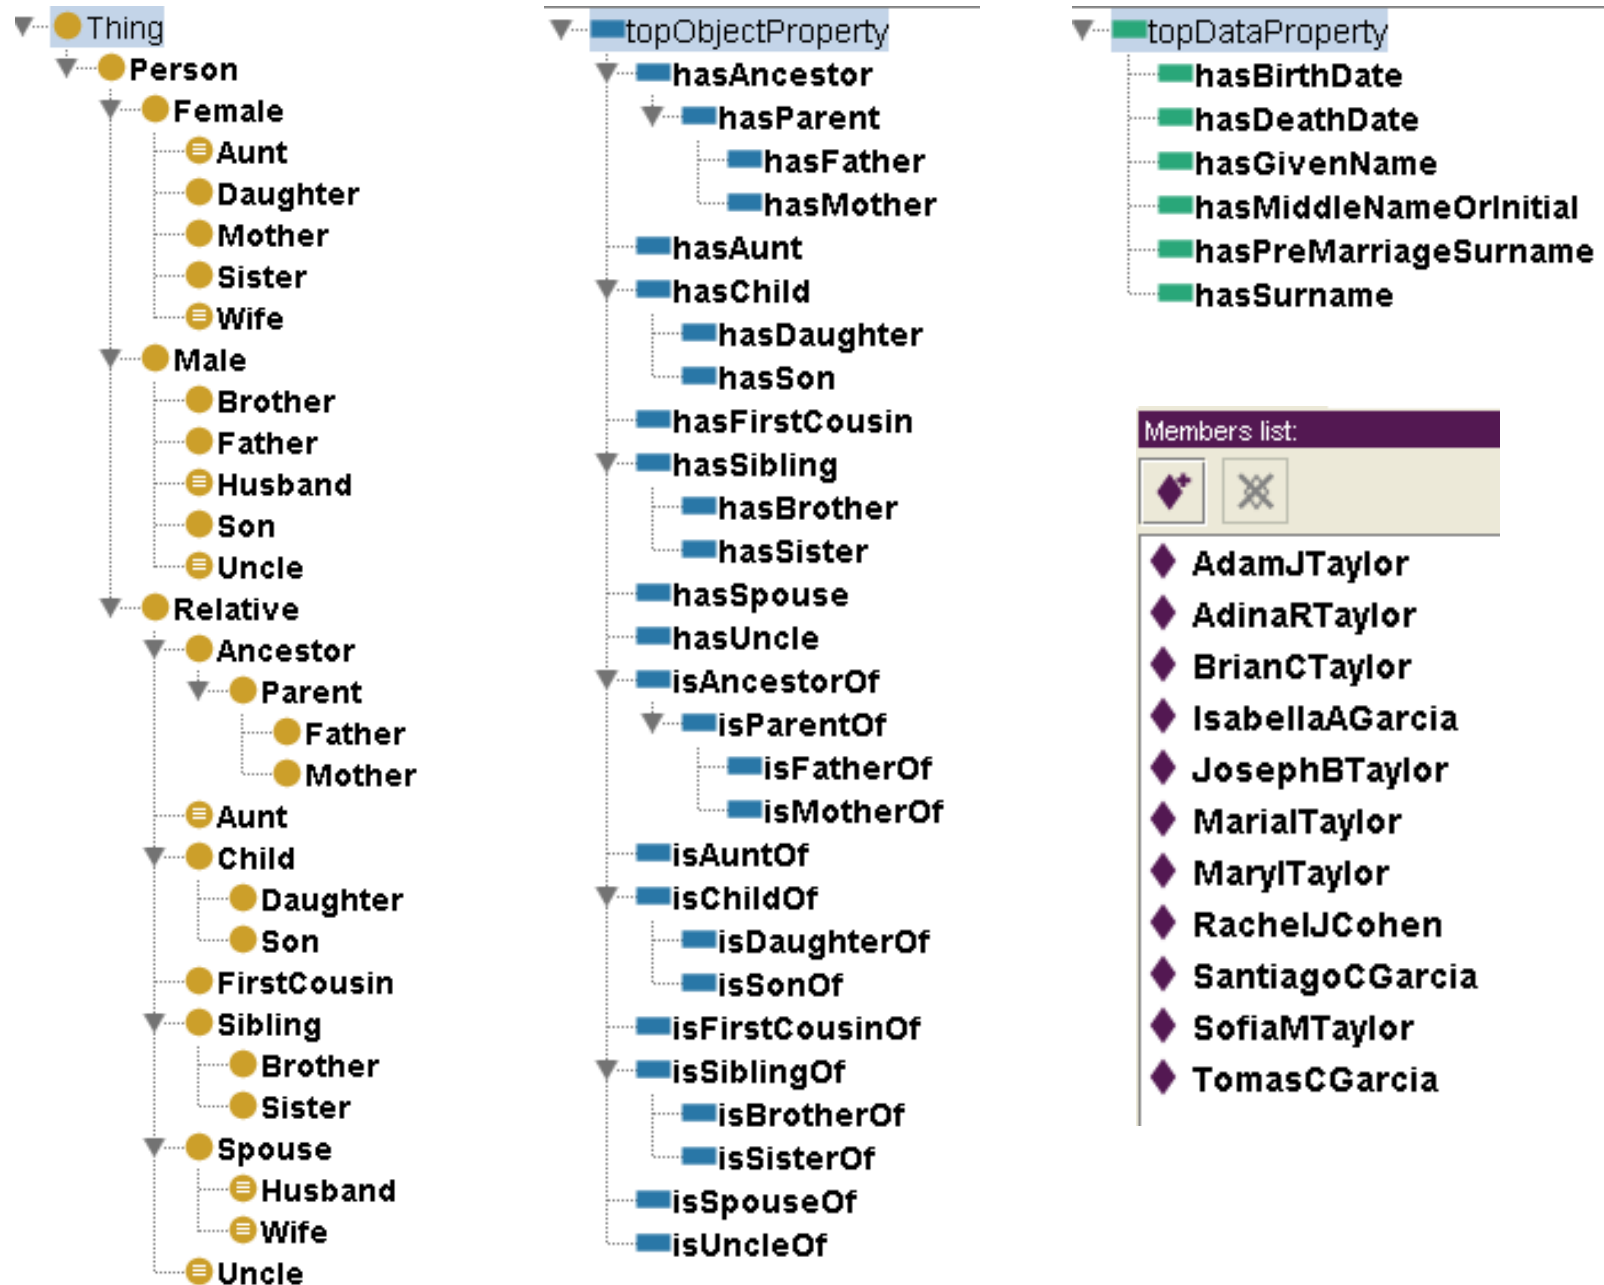 Thing
Person
Female
Aunt
Daughter
Mother
Sister
Wife
Male
Brother
Father
Husband
Son
Uncle
Relative
Ancestor
Parent
Father
Mother
Aunt
Child
Daughter
Son
FirstCousin
Sibling
Brother
Sister
Spouse
Husband
Wife
Uncle
topObjectProperty
hasAncestor
hasParent
hasFather
hasMother
hasAunt
hasChild
hasDaughter
hasSon
hasFirstCousin
hasSibling
hasBrother
hasSister
hasSpouse
hasUncle
isAncestorOf
isParentOf
isFatherOf
isMotherOf
isAuntOf
isChildOf
isDaughterOf
isSonOf
isFirstCousinOf
isSiblingOf
isBrotherOf
isSisterOf
isSpouseOf
isUncleOf
topDataProperty
hasBirthDate
hasDeathDate
hasGivenName
hasMiddleNameOrInitial
hasPreMarriageSurname
hasSurname
Members list:
AdamJTaylor
AdinaRTaylor
BrianCTaylor
IsabellaAGarcia
JosephBTaylor
MariaITaylor
MaryITaylor
RachelJCohen
SantiagoCGarcia
SofiaMTaylor
TomasCGarcia